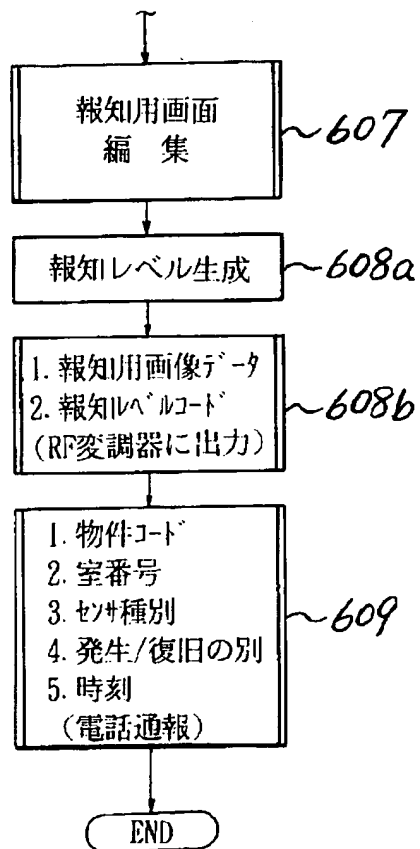 報知用画面
編 集
~607
報知レベル生成
~608a
1. 報知用画像ﾃﾞｰﾀ
2. 報知ﾚﾍﾞﾙｺｰﾄﾞ
(RF変調器に出力)
~608b
1. 物件ｺｰﾄﾞ
2. 室番号
3. ｾﾝｻ種別
4. 発生/復旧の別
5. 時刻
(電話通報)
~609
END